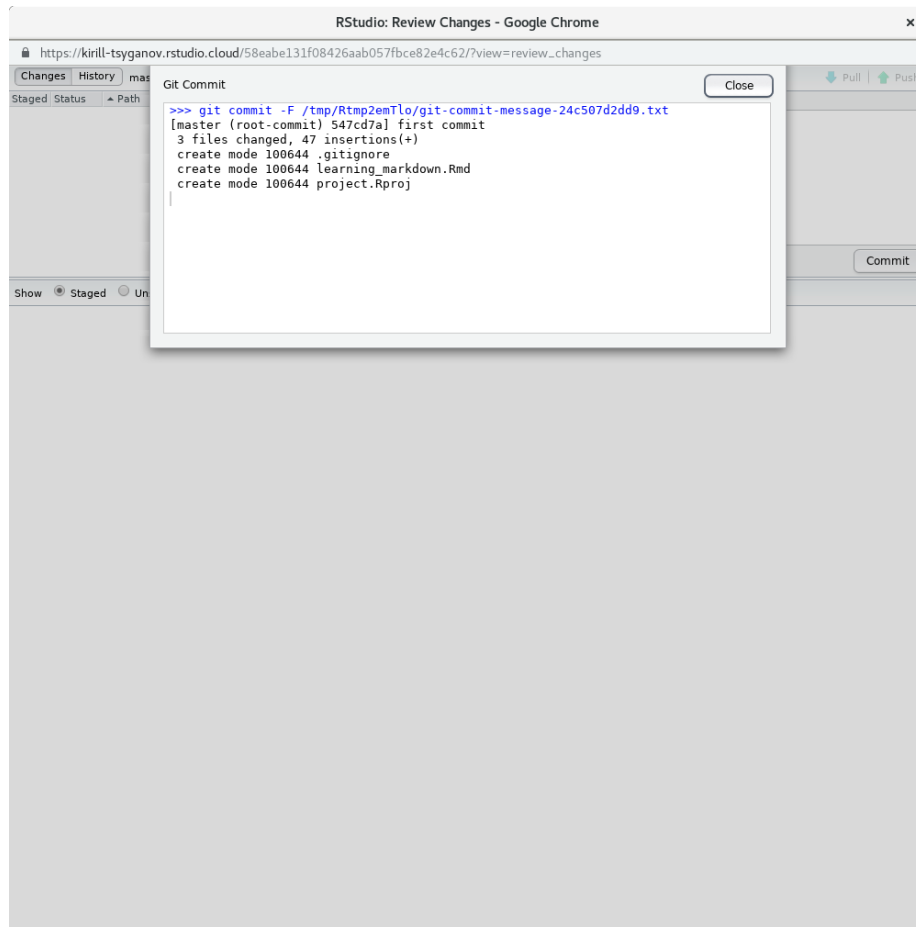 RStudio: Review Changes - Google Chrome ×
https://kirill-tsyganov.rstudio.cloud/58eabe131f08426aab057fbce82e4c62/?view=review_changes
Changes History mas Pull Push
Staged Status Path
Git Commit Close
>>> git commit -F /tmp/Rtmp2emTlo/git-commit-message-24c507d2dd9.txt
[master (root-commit) 547cd7a] first commit
3 files changed, 47 insertions(+)
create mode 100644 .gitignore
create mode 100644 learning_markdown.Rmd
create mode 100644 project.Rproj
Commit
Show Staged Un